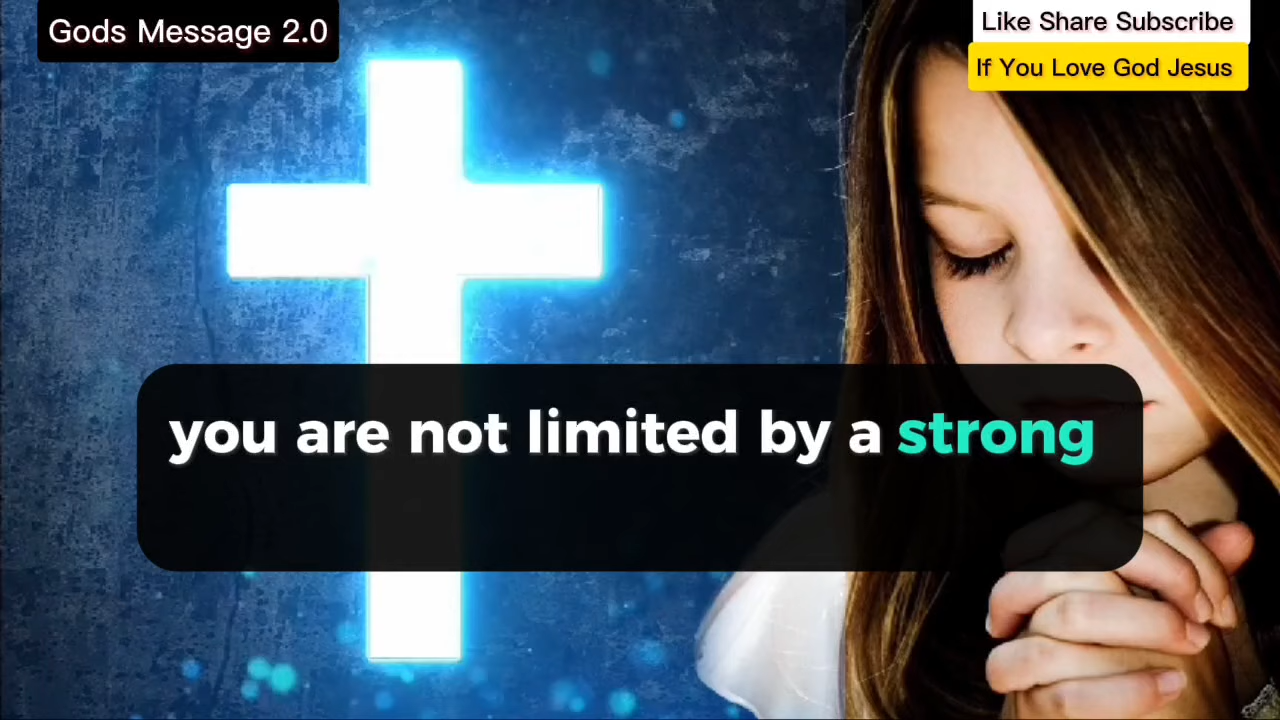 Gods Message 2.0
Like Share Subscribe
If You Love God Jesus
you are not limited by a strong